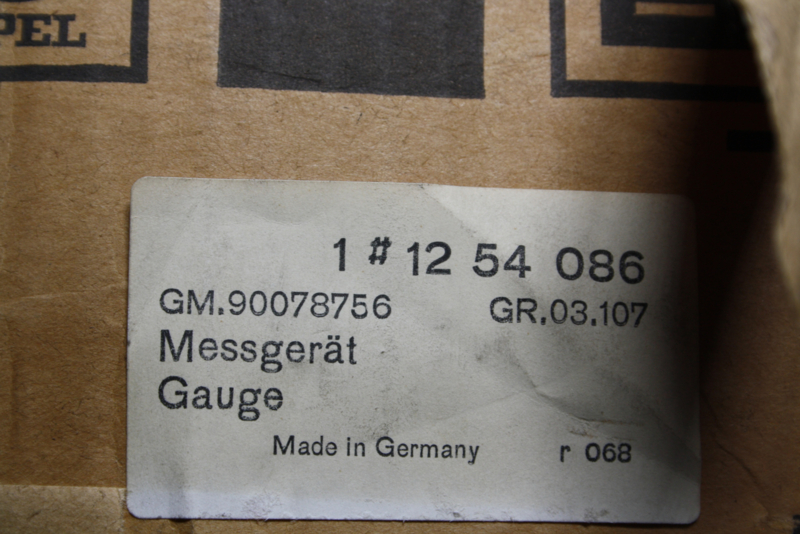 PEL
1 # 12 54 086
GM.90078756 GR.03.107
Messgerät
Gauge
Made in Germany r 068